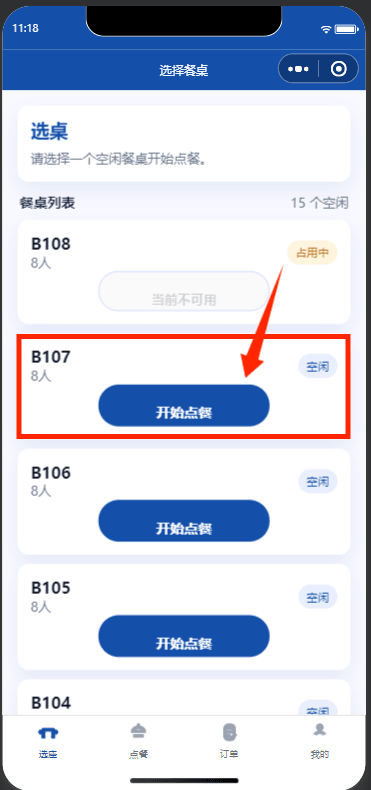 11:18
选择餐桌
选桌
请选择一个空闲餐桌开始点餐。
餐桌列表
15 个空闲
B108
占用中
8人
当前不可用
B107
空闲
8人
开始点餐
B106
空闲
8人
开始点餐
B105
空闲
8人
开始点餐
B104
空闲
选座
点餐
订单
我的